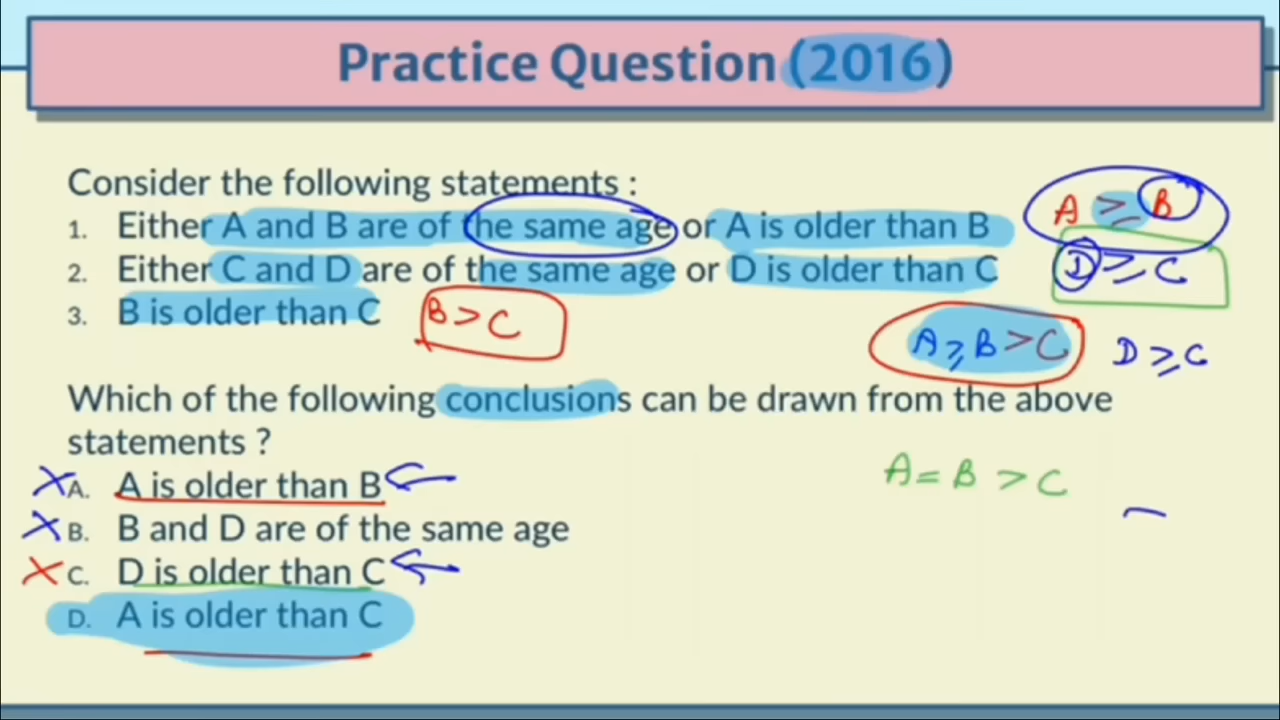 Practice Question (2016)
Consider the following statements :
1. Either A and B are of the same age or A is older than B
A ≥ B
2. Either C and D are of the same age or D is older than C
D ≥ C
3. B is older than C
B > C
A ≥ B > C
D ≥ C
Which of the following conclusions can be drawn from the above
statements ?
A = B > C
A. A is older than B
B. B and D are of the same age
C. D is older than C
D. A is older than C